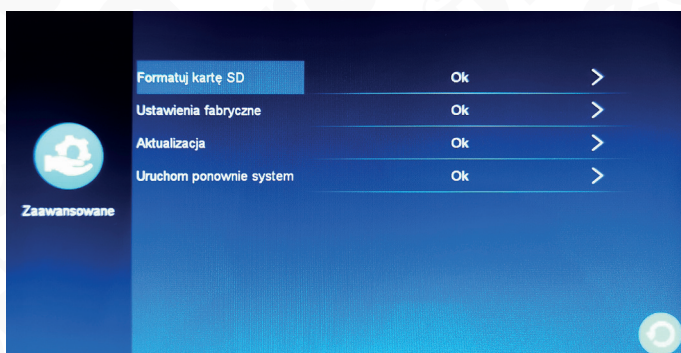 Formatuj kartę SD Ok >
Ustawienia fabryczne Ok >
Aktualizacja Ok >
Uruchom ponownie system Ok >
Zaawansowane